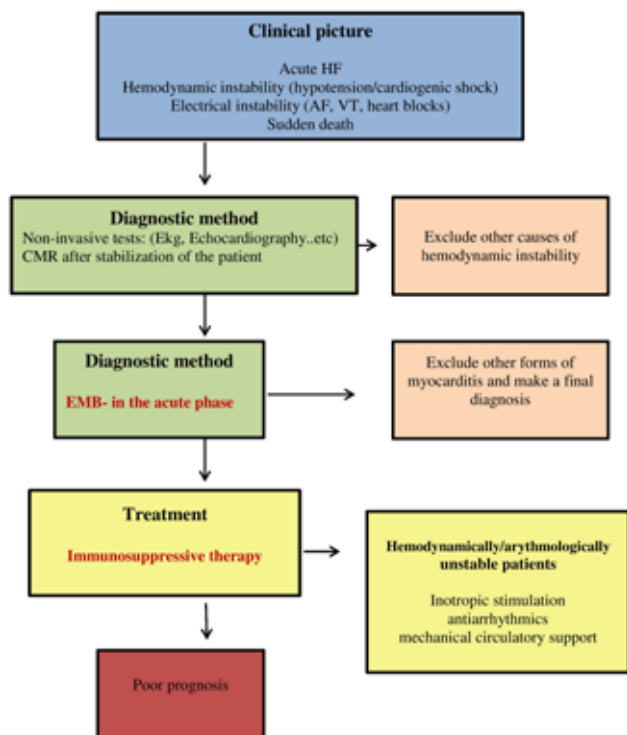 Clinical picture
Acute HF
Hemodynamic instability (hypotension/cardiogenic shock)
Electrical instability (AF, VT, heart blocks)
Sudden death
Diagnostic method
Non-invasive tests: (Ekg, Echocardiography..etc)
CMR after stabilization of the patient
Exclude other causes of
hemodynamic instability
Diagnostic method
EMB- in the acute phase
Exclude other forms of
myocarditis and make a final
diagnosis
Treatment
Immunosuppressive therapy
Hemodynamically/arythmologically
unstable patients
Inotropic stimulation
antiarrhythmics
mechanical circulatory support
Poor prognosis